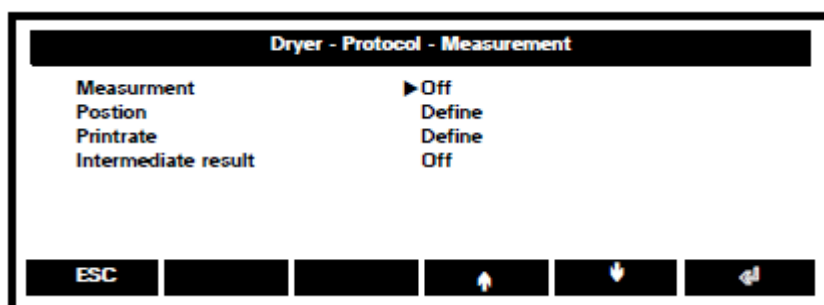 Dryer - Protocol - Measurement
Measurment ▶Off
Postion Define
Printrate Define
Intermediate result Off
ESC